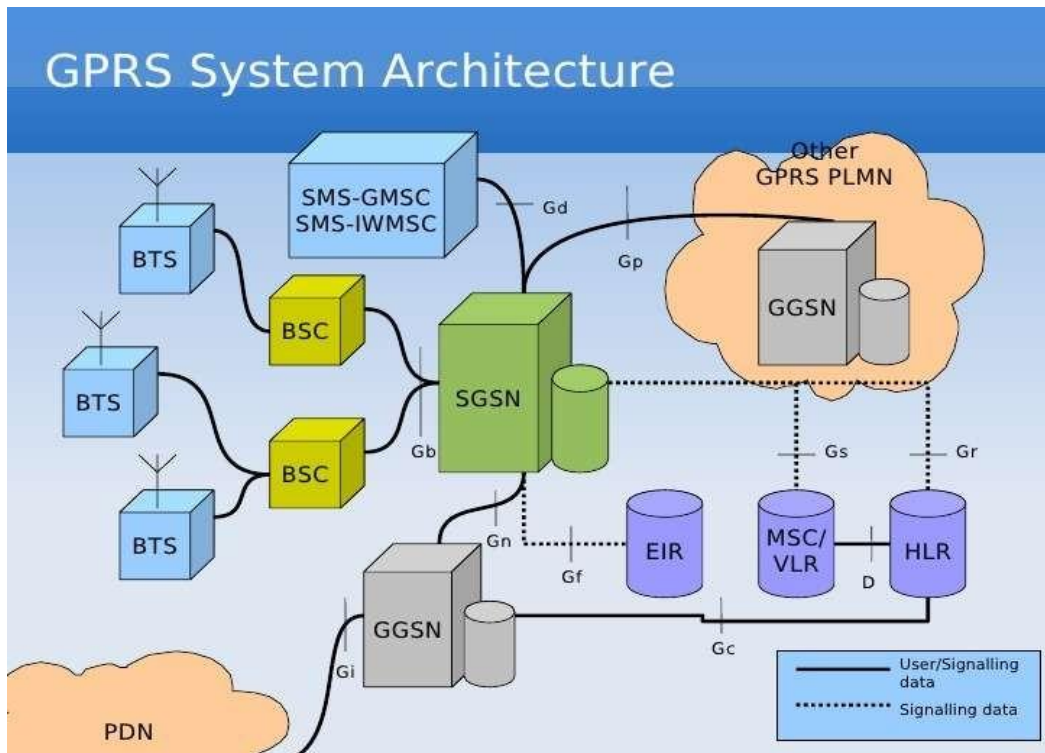 GPRS System Architecture
Other
GPRS PLMN
SMS-GMSC
SMS-IWMSC
Gd
Gp
BTS
GGSN
BSC
BTS
SGSN
Gb
Gs
Gr
BSC
BTS
Gn
Gf
EIR
MSC/
VLR
D
HLR
GGSN
Gi
Gc
PDN
User/Signalling
data
Signalling data